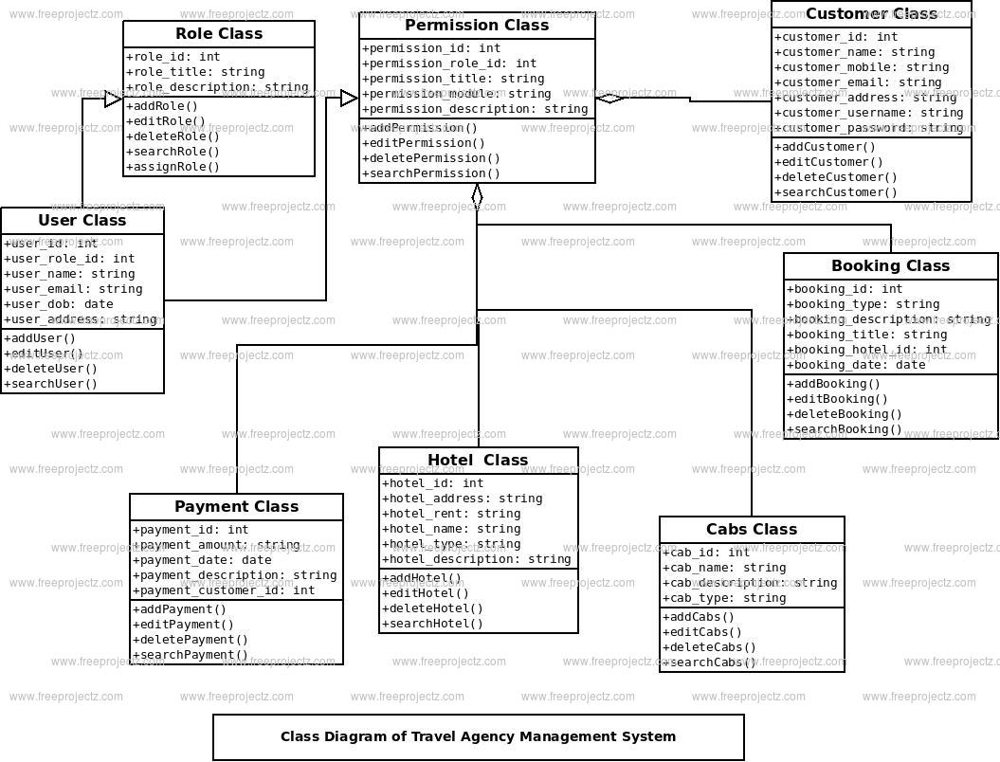 Role Class
+role_id: int
+role_title: string
+role_description: string
+addRole()
+editRole()
+deleteRole()
+searchRole()
+assignRole()
Permission Class
+permission_id: int
+permission_role_id: int
+permission_title: string
+permission_module: string
+permission_description: string
+addPermission()
+editPermission()
+deletePermission()
+searchPermission()
Customer Class
+customer_id: int
+customer_name: string
+customer_mobile: string
+customer_email: string
+customer_address: string
+customer_username: string
+customer_password: string
+addCustomer()
+editCustomer()
+deleteCustomer()
+searchCustomer()
User Class
+user_id: int
+user_role_id: int
+user_name: string
+user_email: string
+user_dob: date
+user_address: string
+addUser()
+editUser()
+deleteUser()
+searchUser()
Booking Class
+booking_id: int
+booking_type: string
+booking_description: string
+booking_title: string
+booking_hotel_id: int
+booking_date: date
+addBooking()
+editBooking()
+deleteBooking()
+searchBooking()
Payment Class
+payment_id: int
+payment_amount: string
+payment_date: date
+payment_description: string
+payment_customer_id: int
+addPayment()
+editPayment()
+deletePayment()
+searchPayment()
Hotel  Class
+hotel_id: int
+hotel_address: string
+hotel_rent: string
+hotel_name: string
+hotel_type: string
+hotel_description: string
+addHotel()
+editHotel()
+deleteHotel()
+searchHotel()
Cabs Class
+cab_id: int
+cab_name: string
+cab_description: string
+cab_type: string
+addCabs()
+editCabs()
+deleteCabs()
+searchCabs()
Class Diagram of Travel Agency Management System
www.freeprojectz.com